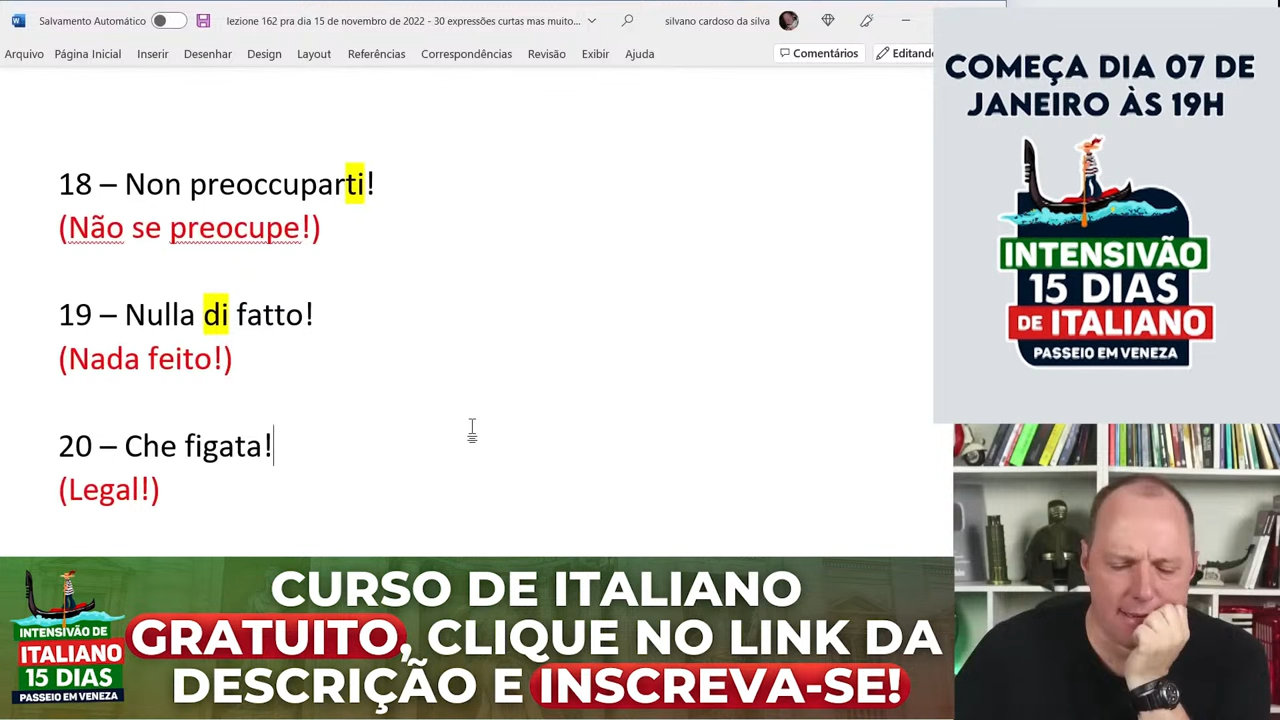 Salvamento Automático
lezione 162 pra dia 15 de novembro de 2022 - 30 expressões curtas mas muito...
silvano cardoso da silva
Arquivo Página Inicial Inserir Desenhar Design Layout Referências Correspondências Revisão Exibir Ajuda
Comentários
Editando
18 – Non preoccuparti!
(Não se preocupe!)
19 – Nulla di fatto!
(Nada feito!)
20 – Che figata!
(Legal!)
COMEÇA DIA 07 DE
JANEIRO ÀS 19H
INTENSIVÃO
15 DIAS
DE ITALIANO
PASSEIO EM VENEZA
INTENSIVÃO DE
ITALIANO
15 DIAS
PASSEIO EM VENEZA
CURSO DE ITALIANO
GRATUITO, CLIQUE NO LINK DA
DESCRIÇÃO E INSCREVA-SE!